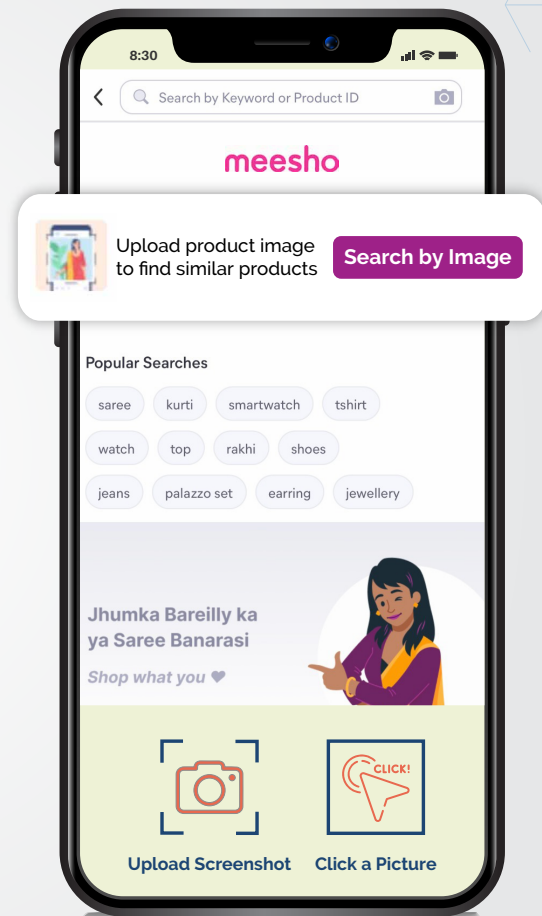 8:30
Search by Keyword or Product ID
meesho
Upload product image
to find similar products
Search by Image
Popular Searches
saree kurti smartwatch tshirt
watch top rakhi shoes
jeans palazzo set earring jewellery
Jhumka Bareilly ka
ya Saree Banarasi
Shop what you ♥
CLICK!
Upload Screenshot Click a Picture